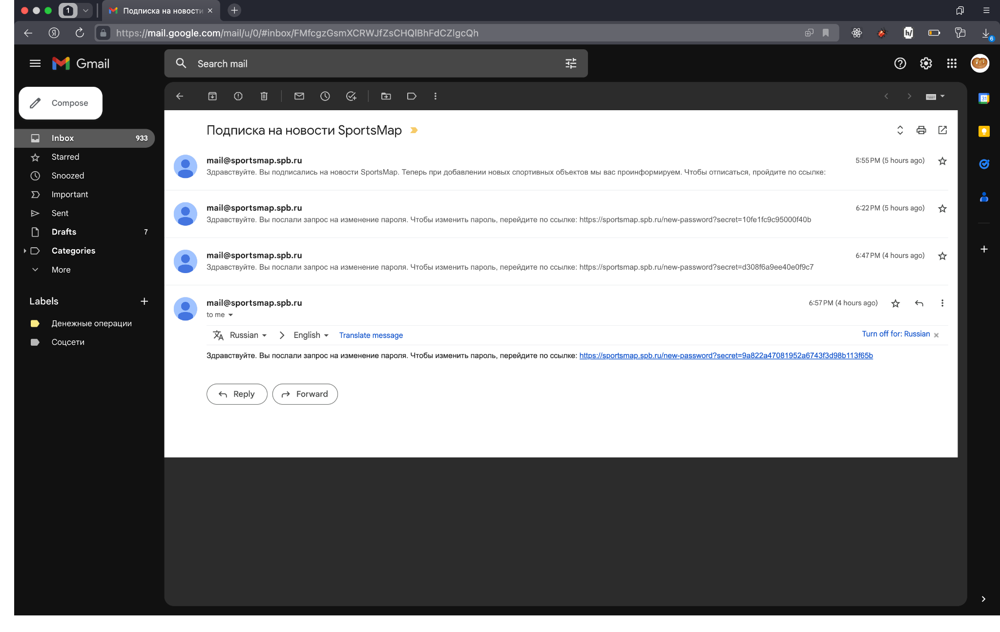 1
Подписка на новости
https://mail.google.com/mail/u/0/#inbox/FMfcgzGsmXCRWJfZsCHQlBhFdCZlgcQh
6
Gmail
Search mail
Compose
Inbox 933
Starred
Snoozed
Important
Sent
Drafts 7
Categories
More
Labels
Денежные операции
Соцсети
Подписка на новости SportsMap
mail@sportsmap.spb.ru 5:55 PM (5 hours ago)
Здравствуйте. Вы подписались на новости SportsMap. Теперь при добавлении новых спортивных объектов мы вас проинформируем. Чтобы отписаться, пройдите по ссылке:
mail@sportsmap.spb.ru 6:22 PM (5 hours ago)
Здравствуйте. Вы послали запрос на изменение пароля. Чтобы изменить пароль, перейдите по ссылке: https://sportsmap.spb.ru/new-password?secret=10fe1fc9c95000f40b
mail@sportsmap.spb.ru 6:47 PM (4 hours ago)
Здравствуйте. Вы послали запрос на изменение пароля. Чтобы изменить пароль, перейдите по ссылке: https://sportsmap.spb.ru/new-password?secret=d308f6a9ee40e0f9c7
mail@sportsmap.spb.ru 6:57 PM (4 hours ago)
to me
Russian English Translate message Turn off for: Russian
Здравствуйте. Вы послали запрос на изменение пароля. Чтобы изменить пароль, перейдите по ссылке: https://sportsmap.spb.ru/new-password?secret=9a822a47081952a6743f3d98b113f65b
Reply Forward
31